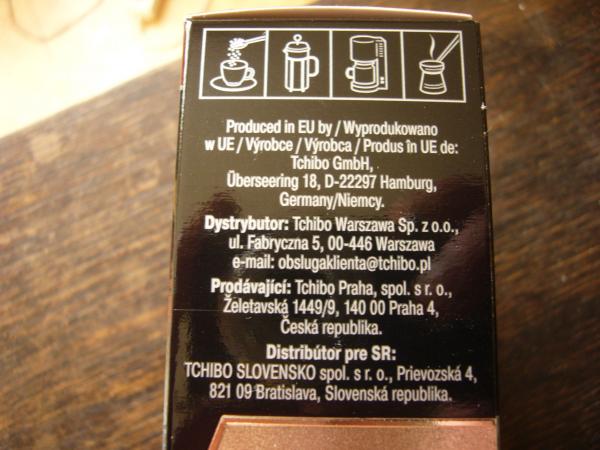 Produced in EU by / Wyprodukowano
w UE / Výrobce / Výrobca / Produs în UE de:
Tchibo GmbH,
Überseering 18, D-22297 Hamburg,
Germany/Niemcy.
Dystrybutor: Tchibo Warszawa Sp. z o.o.,
ul. Fabryczna 5, 00-446 Warszawa
e-mail: obslugaklienta@tchibo.pl
Prodávající: Tchibo Praha, spol. s r. o.,
Želetavská 1449/9, 140 00 Praha 4,
Česká republika.
Distribútor pre SR:
TCHIBO SLOVENSKO spol. s r. o., Prievozská 4,
821 09 Bratislava, Slovenská republika.